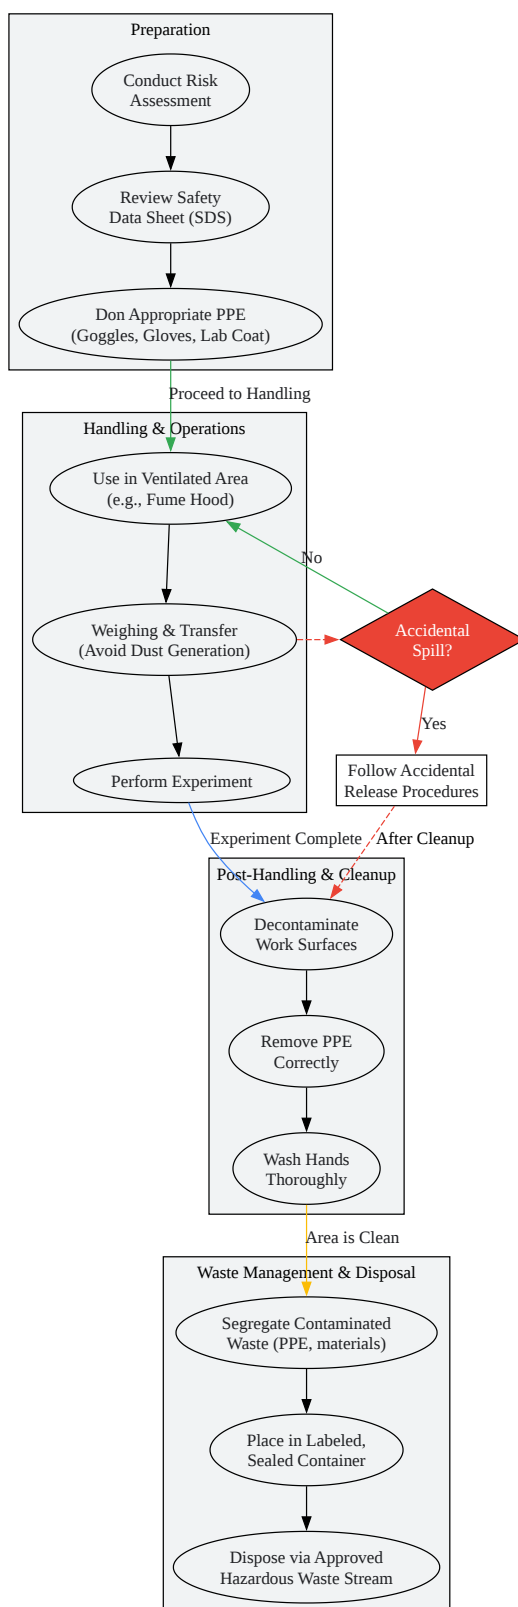 Preparation
Conduct Risk
Assessment
Review Safety
Data Sheet (SDS)
Don Appropriate PPE
(Goggles, Gloves, Lab Coat)
Proceed to Handling
Handling & Operations
Use in Ventilated Area
(e.g., Fume Hood)
No
Weighing & Transfer
(Avoid Dust Generation)
Accidental
Spill?
Yes
Perform Experiment
Follow Accidental
Release Procedures
Experiment Complete
After Cleanup
Post-Handling & Cleanup
Decontaminate
Work Surfaces
Remove PPE
Correctly
Wash Hands
Thoroughly
Area is Clean
Waste Management & Disposal
Segregate Contaminated
Waste (PPE, materials)
Place in Labeled,
Sealed Container
Dispose via Approved
Hazardous Waste Stream